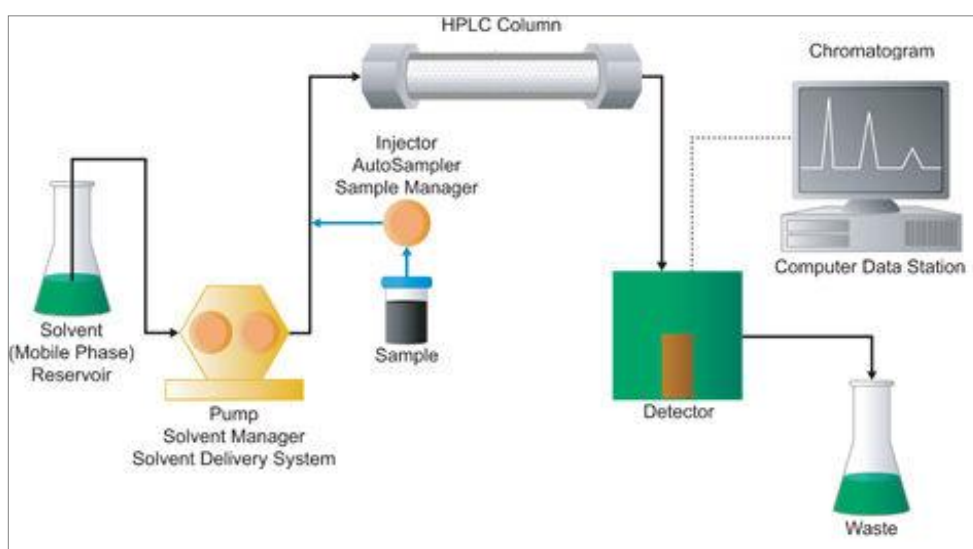 HPLC Column
Chromatogram
Injector
AutoSampler
Sample Manager
Computer Data Station
Solvent
(Mobile Phase)
Reservoir
Sample
Pump
Solvent Manager
Solvent Delivery System
Detector
Waste